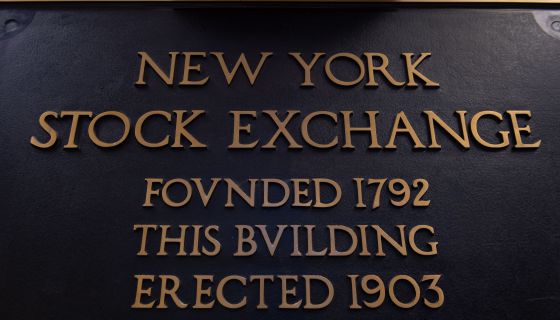 NEW YORK
STOCK EXCHANGE
FOVNDED 1792
THIS BVILDING
ERECTED 1903